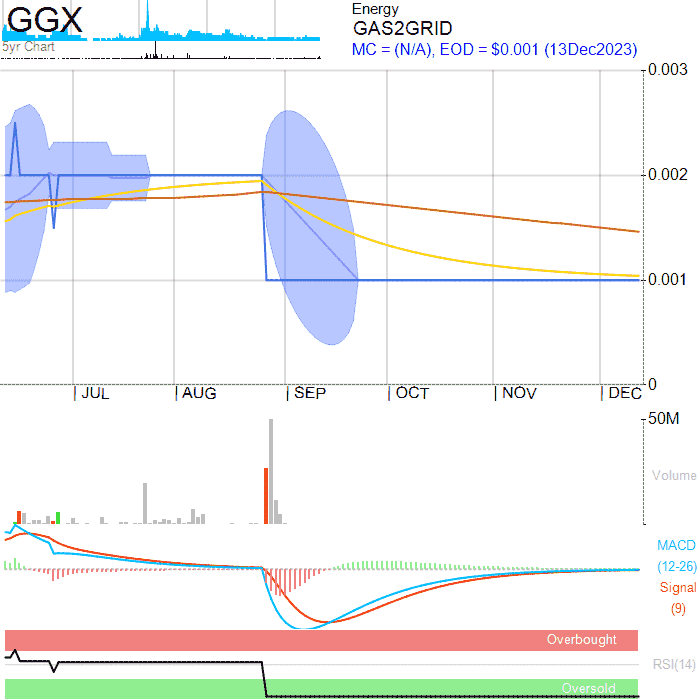 GGX
5yr Chart
Energy
GAS2GRID
MC = (N/A), EOD = $0.001 (13Dec2023)
0.003
0.002
0.001
0
JUL
AUG
SEP
OCT
NOV
DEC
50M
Volume
MACD
(12-26)
Signal
(9)
Overbought
RSI(14)
Oversold